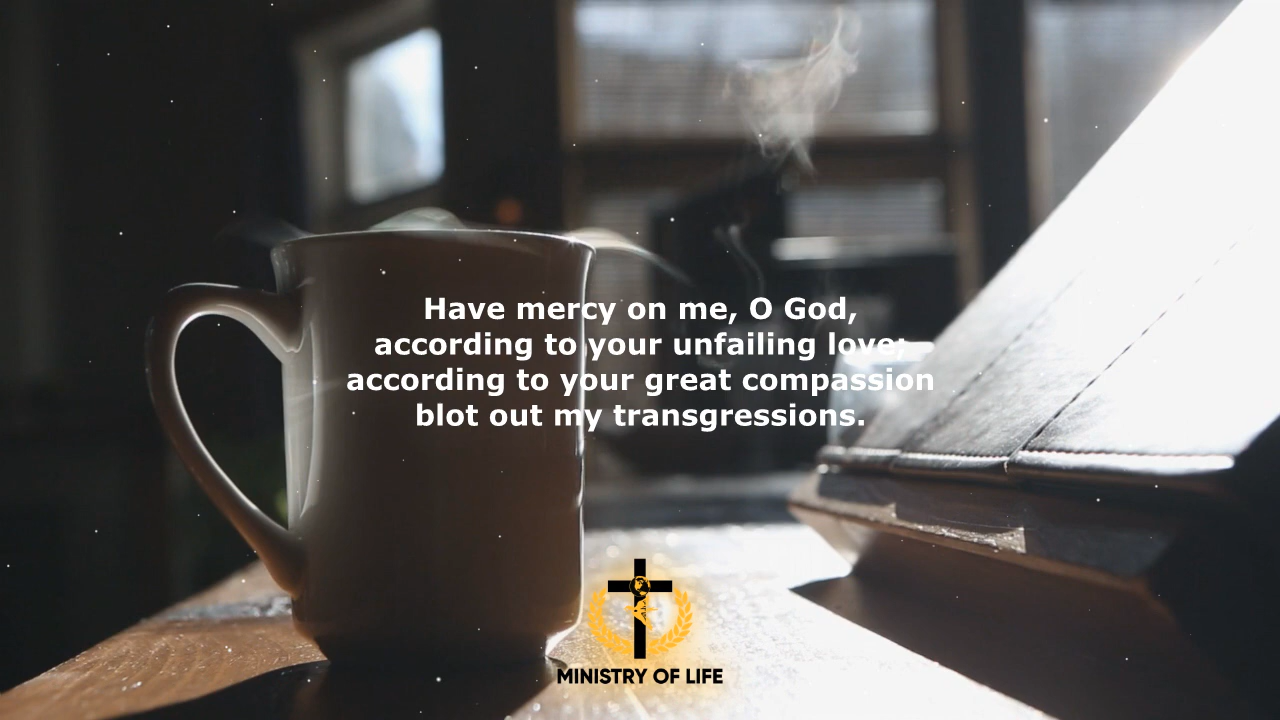 Have mercy on me, O God,
according to your unfailing love;
according to your great compassion
blot out my transgressions.
MINISTRY OF LIFE